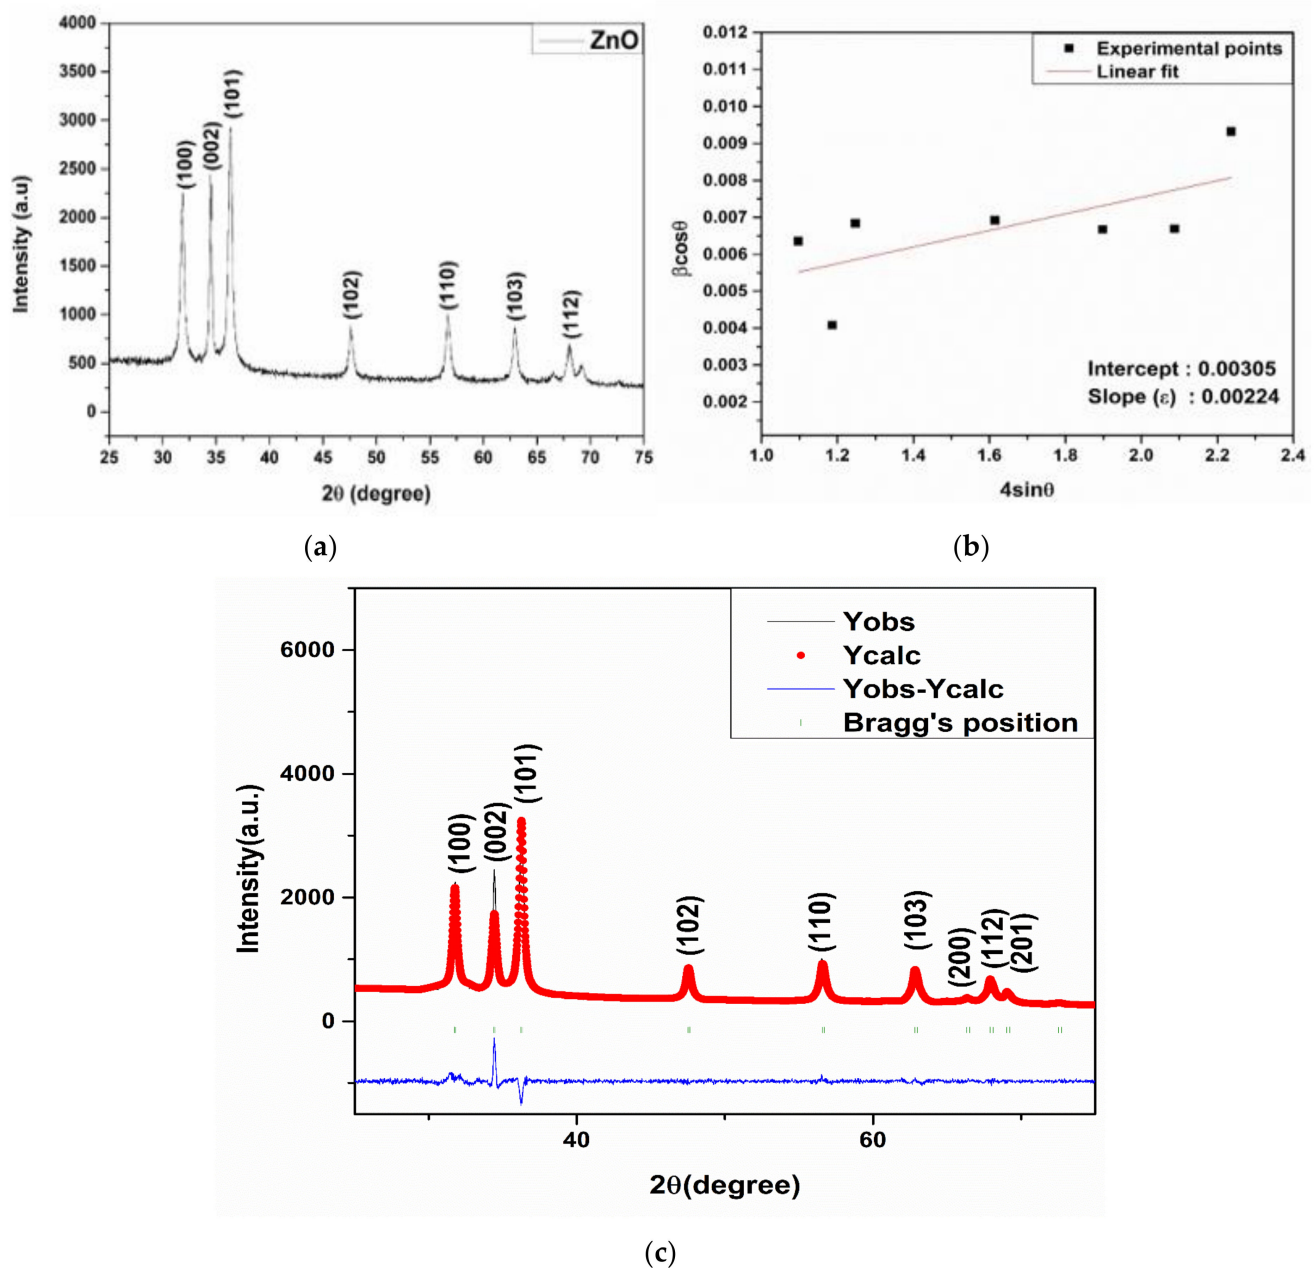 ZnO
4000
3500
3000
2500
2000
1500
1000
500
0
Intensity (a.u)
(100)
(002)
(101)
(102)
(110)
(103)
(112)
25 30 35 40 45 50 55 60 65 70 75
2θ (degree)
(a)
0.012
0.011
0.010
0.009
0.008
0.007
0.006
0.005
0.004
0.003
0.002
βcosθ
Experimental points
Linear fit
Intercept : 0.00305
Slope (ε) : 0.00224
1.0 1.2 1.4 1.6 1.8 2.0 2.2 2.4
4sinθ
(b)
6000
4000
2000
0
Intensity(a.u.)
Yobs
Ycalc
Yobs-Ycalc
Bragg's position
(100)
(002)
(101)
(102)
(110)
(103)
(200)
(112)
(201)
40 60
2θ(degree)
(c)